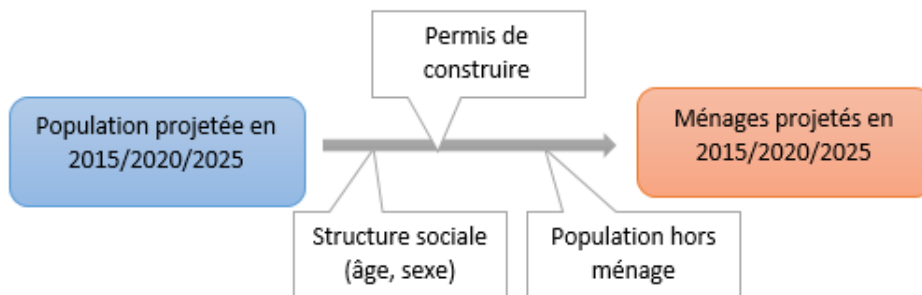 Permis de
construire
Population projetée en
2015/2020/2025
Ménages projetés en
2015/2020/2025
Structure sociale
(âge, sexe)
Population hors
ménage